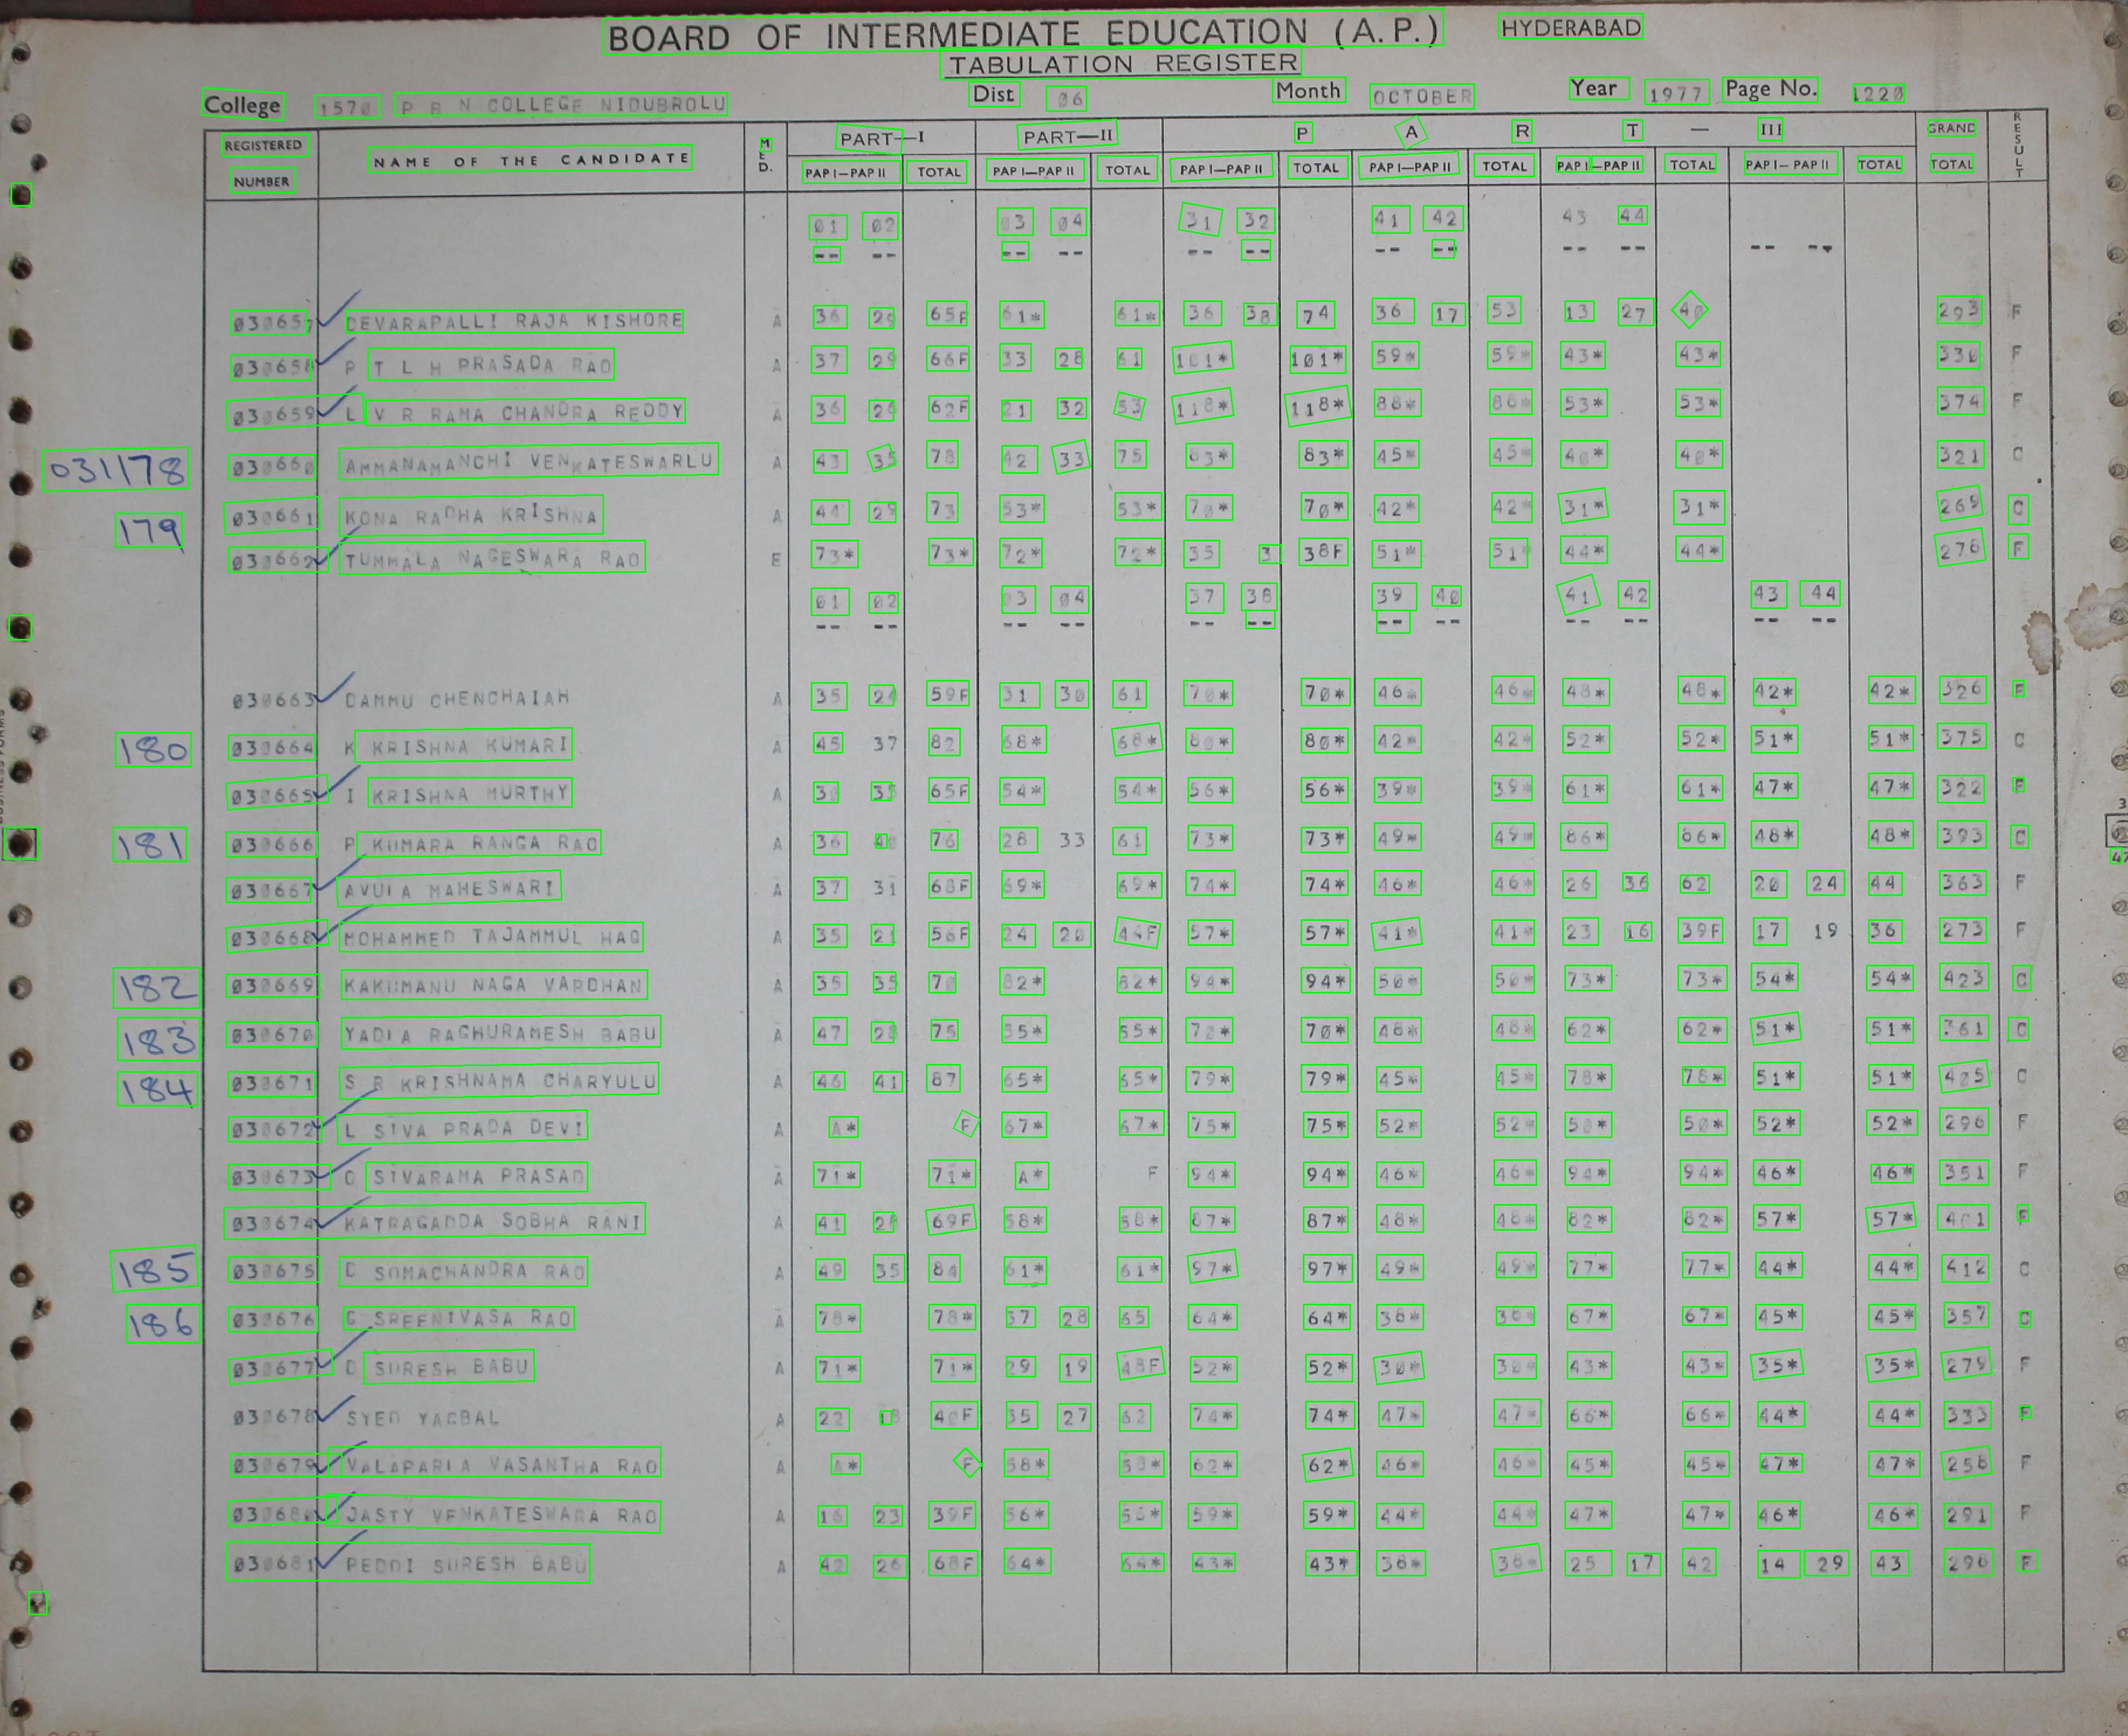 BOARD OF INTERMEDIATE EDUCATION (A.P.) HYDERABAD
TABULATION REGISTER
College 1570 P B N COLLEGE NIDUBROLU Dist 06 Month OCTOBER Year 1977 Page No. 1220
REGISTERED NUMBER NAME OF THE CANDIDATE MED. PART—I PART—II P A R T — III GRAND TOTAL RESULT
PAP I—PAP II TOTAL PAP I—PAP II TOTAL PAP I—PAP II TOTAL PAP I—PAP II TOTAL PAP I—PAP II TOTAL PAP I—PAP II TOTAL
01 02 03 04 31 32 41 42 43 44
-- -- -- -- -- -- -- -- -- -- -- --
030657 DEVARAPALLI RAJA KISHORE A 36 29 65F 61* 61* 36 38 74 36 17 53 13 27 40 293 F
030658 P T L H PRASADA RAO A 37 29 66F 33 28 61 101* 101* 59* 59* 43* 43* 330 F
030659 L V R RAMA CHANDRA REDDY A 36 26 62F 21 32 53 118* 118* 88* 88* 53* 53* 374 F
031178 030660 AMMANAMANCHI VENKATESWARLU A 43 35 78 42 33 75 83* 83* 45* 45* 40* 40* 321 C
179 030661 KONA RADHA KRISHNA A 44 29 73 53* 53* 70* 70* 42* 42* 31* 31* 269 C
030662 TUMMALA NAGESWARA RAO E 73* 73* 72* 72* 35 3 38F 51* 51* 44* 44* 278 F
01 02 03 04 37 38 39 40 41 42 43 44
-- -- -- -- -- -- -- -- -- -- -- --
030663 DAMMU CHENCHAIAH A 35 24 59F 31 30 61 70* 70* 46* 46* 48* 48* 42* 42* 326 F
180 030664 K KRISHNA KUMARI A 45 37 82 68* 68* 80* 80* 42* 42* 52* 52* 51* 51* 375 C
030665 I KRISHNA MURTHY A 30 35 65F 54* 54* 56* 56* 39* 39* 61* 61* 47* 47* 322 F
181 030666 P KUMARA RANGA RAO A 36 40 76 28 33 61 73* 73* 49* 49* 86* 86* 48* 48* 393 C
030667 AVULA MAHESWARI A 37 31 68F 69* 69* 74* 74* 46* 46* 26 36 62 20 24 44 363 F
030668 MOHAMMED TAJAMMUL HAQ A 35 21 56F 24 20 44F 57* 57* 41* 41* 23 16 39F 17 19 36 273 F
182 030669 KAKUMANU NAGA VARDHAN A 35 35 70 82* 82* 94* 94* 50* 50* 73* 73* 54* 54* 423 C
183 030670 YADLA RAGHURAMESH BABU A 47 28 75 55* 55* 70* 70* 48* 48* 62* 62* 51* 51* 361 C
184 030671 S R KRISHNAMA CHARYULU A 46 41 87 65* 65* 79* 79* 45* 45* 78* 78* 51* 51* 405 C
030672 L SIVA PRADA DEVI A A* F 67* 67* 75* 75* 52* 52* 50* 50* 52* 52* 296 F
030673 O SIVARAMA PRASAD A 71* 71* A* F 94* 94* 46* 46* 94* 94* 46* 46* 351 F
030674 KATRAGADDA SOBHA RANI A 41 28 69F 58* 58* 87* 87* 48* 48* 82* 82* 57* 57* 401 F
185 030675 D SOMACHANDRA RAO A 49 35 84 61* 61* 97* 97* 49* 49* 77* 77* 44* 44* 412 C
186 030676 G SREENIVASA RAO A 78* 78* 37 28 65 64* 64* 38* 38* 67* 67* 45* 45* 357 C
030677 D SURESH BABU A 71* 71* 29 19 48F 52* 52* 30* 30* 43* 43* 35* 35* 279 F
030678 SYED YAGBAL A 22 18 40F 35 27 62 74* 74* 47* 47* 66* 66* 44* 44* 333 F
030679 VALAPARLA VASANTHA RAO A A* F 58* 58* 62* 62* 46* 46* 45* 45* 47* 47* 258 F
030680 JASTY VENKATESWARA RAO A 16 23 39F 56* 56* 59* 59* 44* 44* 47* 47* 46* 46* 291 F
030681 PEDDI SURESH BABU A 42 26 68F 64* 64* 43* 43* 36* 36* 25 17 42 14 29 43 296 F